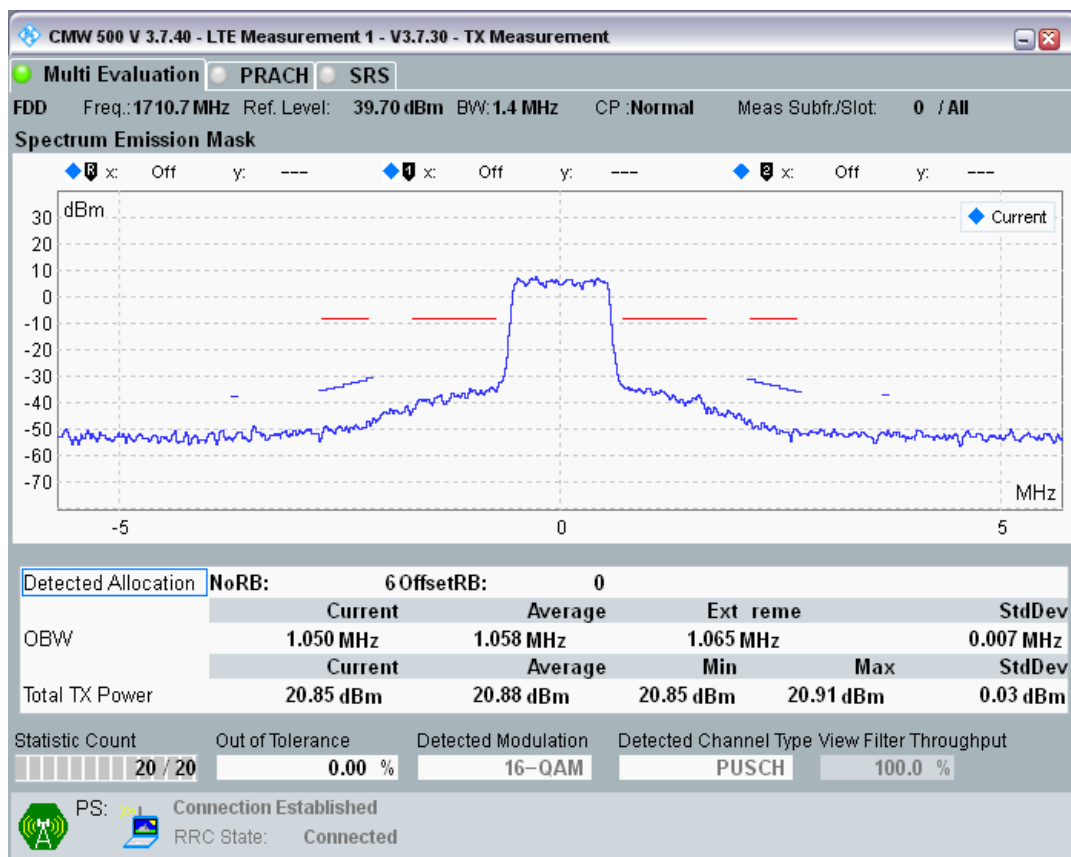 CMW 500 V 3.7.40 - LTE Measurement 1 - V3.7.30 - TX Measurement
Multi Evaluation PRACH SRS
FDD Freq.: 1710.7 MHz Ref. Level: 39.70 dBm BW: 1.4 MHz CP :Normal Meas Subfr./Slot: 0 / All
Spectrum Emission Mask
R x: Off y: --- 1 x: Off y: --- 2 x: Off y: ---
dBm
Current
30
20
10
0
-10
-20
-30
-40
-50
-60
-70
MHz
-5 0 5
Detected Allocation NoRB: 6 OffsetRB: 0
Current Average Ext reme StdDev
OBW 1.050 MHz 1.058 MHz 1.065 MHz 0.007 MHz
Current Average Min Max StdDev
Total TX Power 20.85 dBm 20.88 dBm 20.85 dBm 20.91 dBm 0.03 dBm
Statistic Count Out of Tolerance Detected Modulation Detected Channel Type View Filter Throughput
20 / 20 0.00 % 16-QAM PUSCH 100.0 %
PS: Connection Established
RRC State: Connected